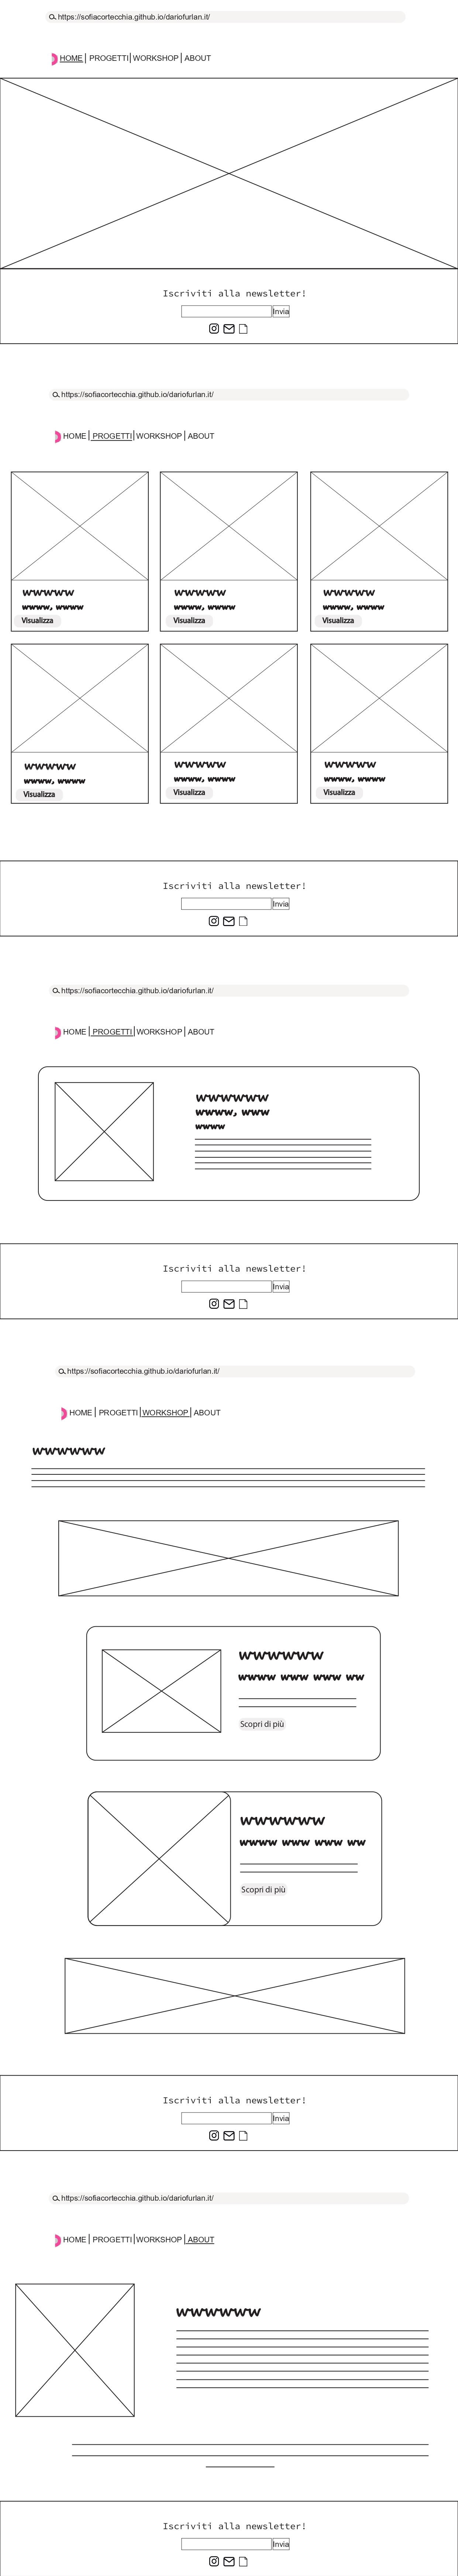 https://sofiacortecchia.github.io/dariofurlan.it/
HOME PROGETTI WORKSHOP ABOUT
Iscriviti alla newsletter!
Invia
https://sofiacortecchia.github.io/dariofurlan.it/
HOME PROGETTI WORKSHOP ABOUT
wwwww wwwww wwwww
wwww, wwww wwww, wwww wwww, wwww
Visualizza Visualizza Visualizza
wwwww wwwww wwwww
wwww, wwww wwww, wwww wwww, wwww
Visualizza Visualizza Visualizza
Iscriviti alla newsletter!
Invia
https://sofiacortecchia.github.io/dariofurlan.it/
HOME PROGETTI WORKSHOP ABOUT
wwwwww
wwww, www
wwww
Iscriviti alla newsletter!
Invia
https://sofiacortecchia.github.io/dariofurlan.it/
HOME PROGETTI WORKSHOP ABOUT
wwwwww
wwwwww
wwww www www ww
Scopri di più
wwwwww
wwww www www ww
Scopri di più
Iscriviti alla newsletter!
Invia
https://sofiacortecchia.github.io/dariofurlan.it/
HOME PROGETTI WORKSHOP ABOUT
wwwwww
Iscriviti alla newsletter!
Invia